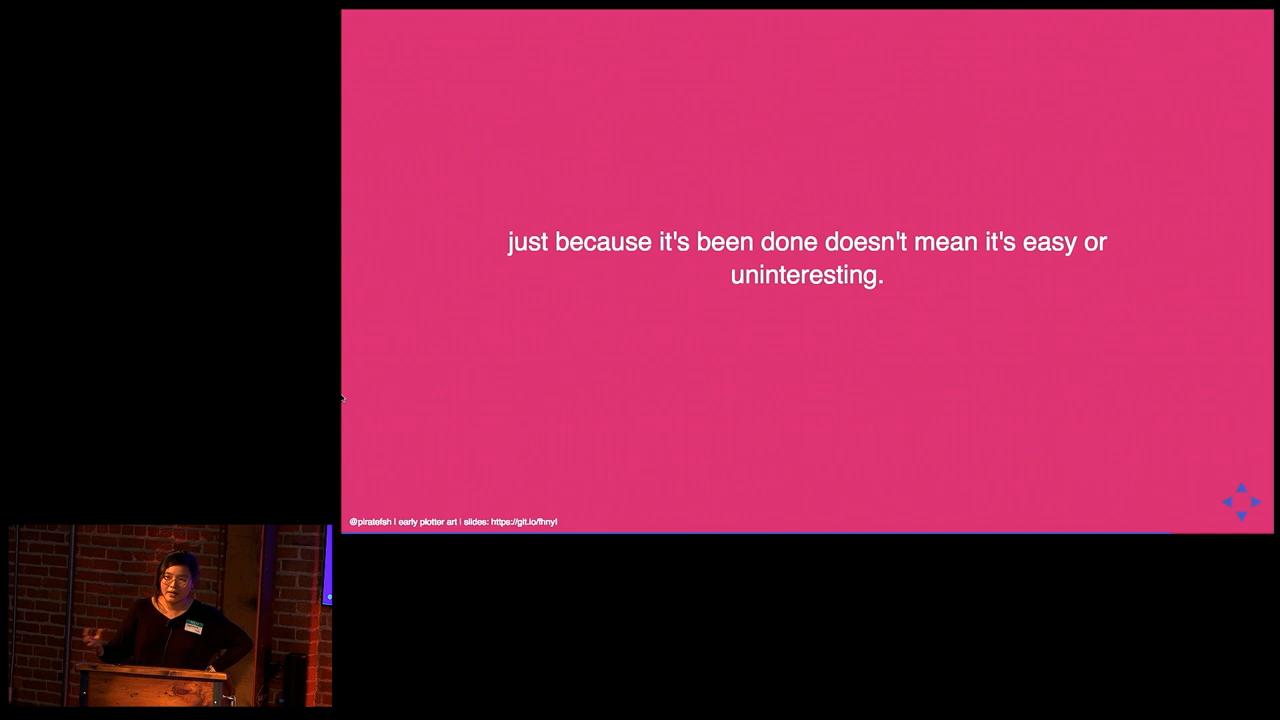 just because it's been done doesn't mean it's easy or
uninteresting.
@piratefsh | early plotter art | slides: https://git.io/fhnyl